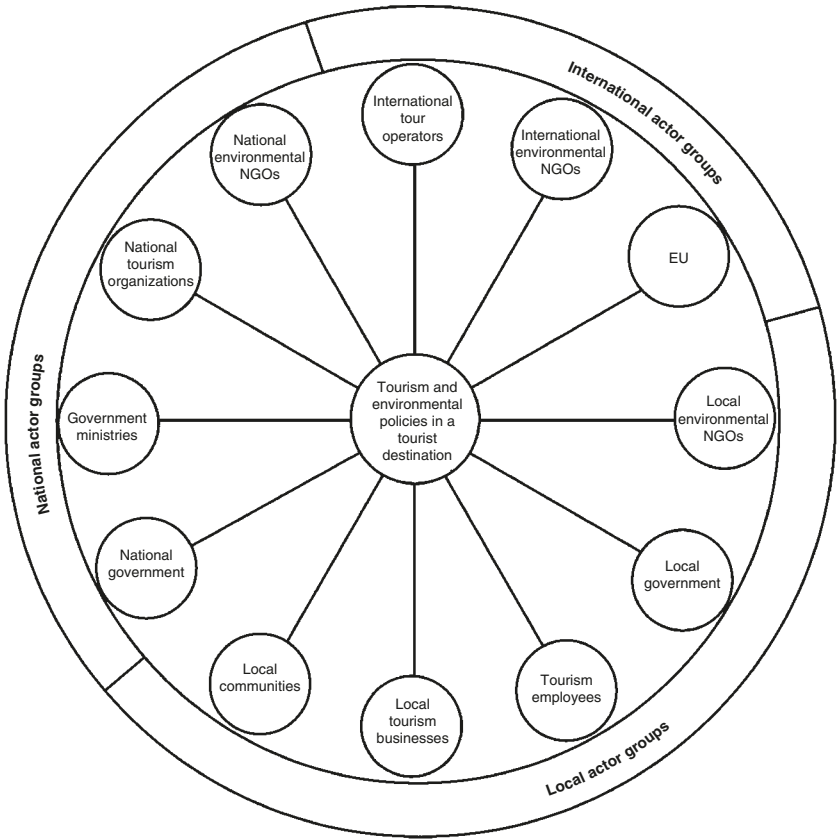 International actor groups
International
tour
operators
International
environmental
NGOs
EU
Local
environmental
NGOs
Local
government
Tourism
employees
Local
tourism
businesses
Local
communities
National
government
Government
ministries
National
tourism
organizations
National
environmental
NGOs
Tourism and
environmental
policies in a
tourist
destination
National actor groups
Local actor groups